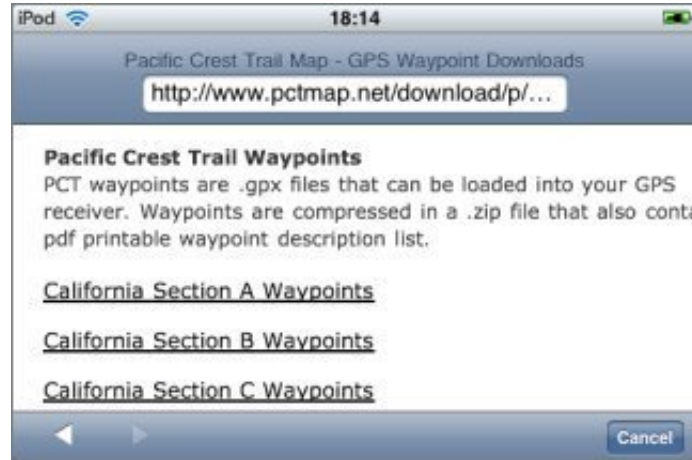 iPod 18:14
Pacific Crest Trail Map - GPS Waypoint Downloads
http://www.pctmap.net/download/p/...
Pacific Crest Trail Waypoints
PCT waypoints are .gpx files that can be loaded into your GPS
receiver. Waypoints are compressed in a .zip file that also conta
pdf printable waypoint description list.
California Section A Waypoints
California Section B Waypoints
California Section C Waypoints
Cancel